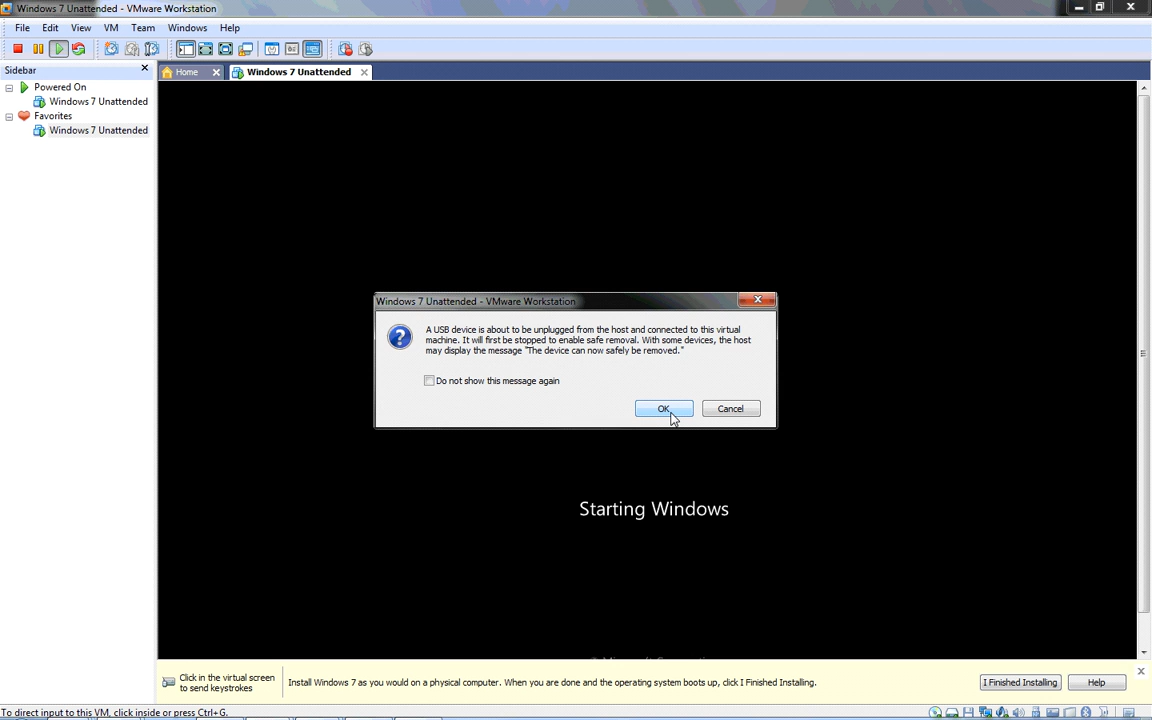 Windows 7 Unattended - VMware Workstation
File Edit View VM Team Windows Help
Sidebar
Home
Windows 7 Unattended
Powered On
Windows 7 Unattended
Favorites
Windows 7 Unattended
Windows 7 Unattended - VMware Workstation
A USB device is about to be unplugged from the host and connected to this virtual
machine. It will first be stopped to enable safe removal. With some devices, the host
may display the message "The device can now safely be removed."
Do not show this message again
OK Cancel
Starting Windows
Click in the virtual screen
to send keystrokes
Install Windows 7 as you would on a physical computer. When you are done and the operating system boots up, click I Finished Installing.
I Finished Installing Help
To direct input to this VM, click inside or press Ctrl+G.